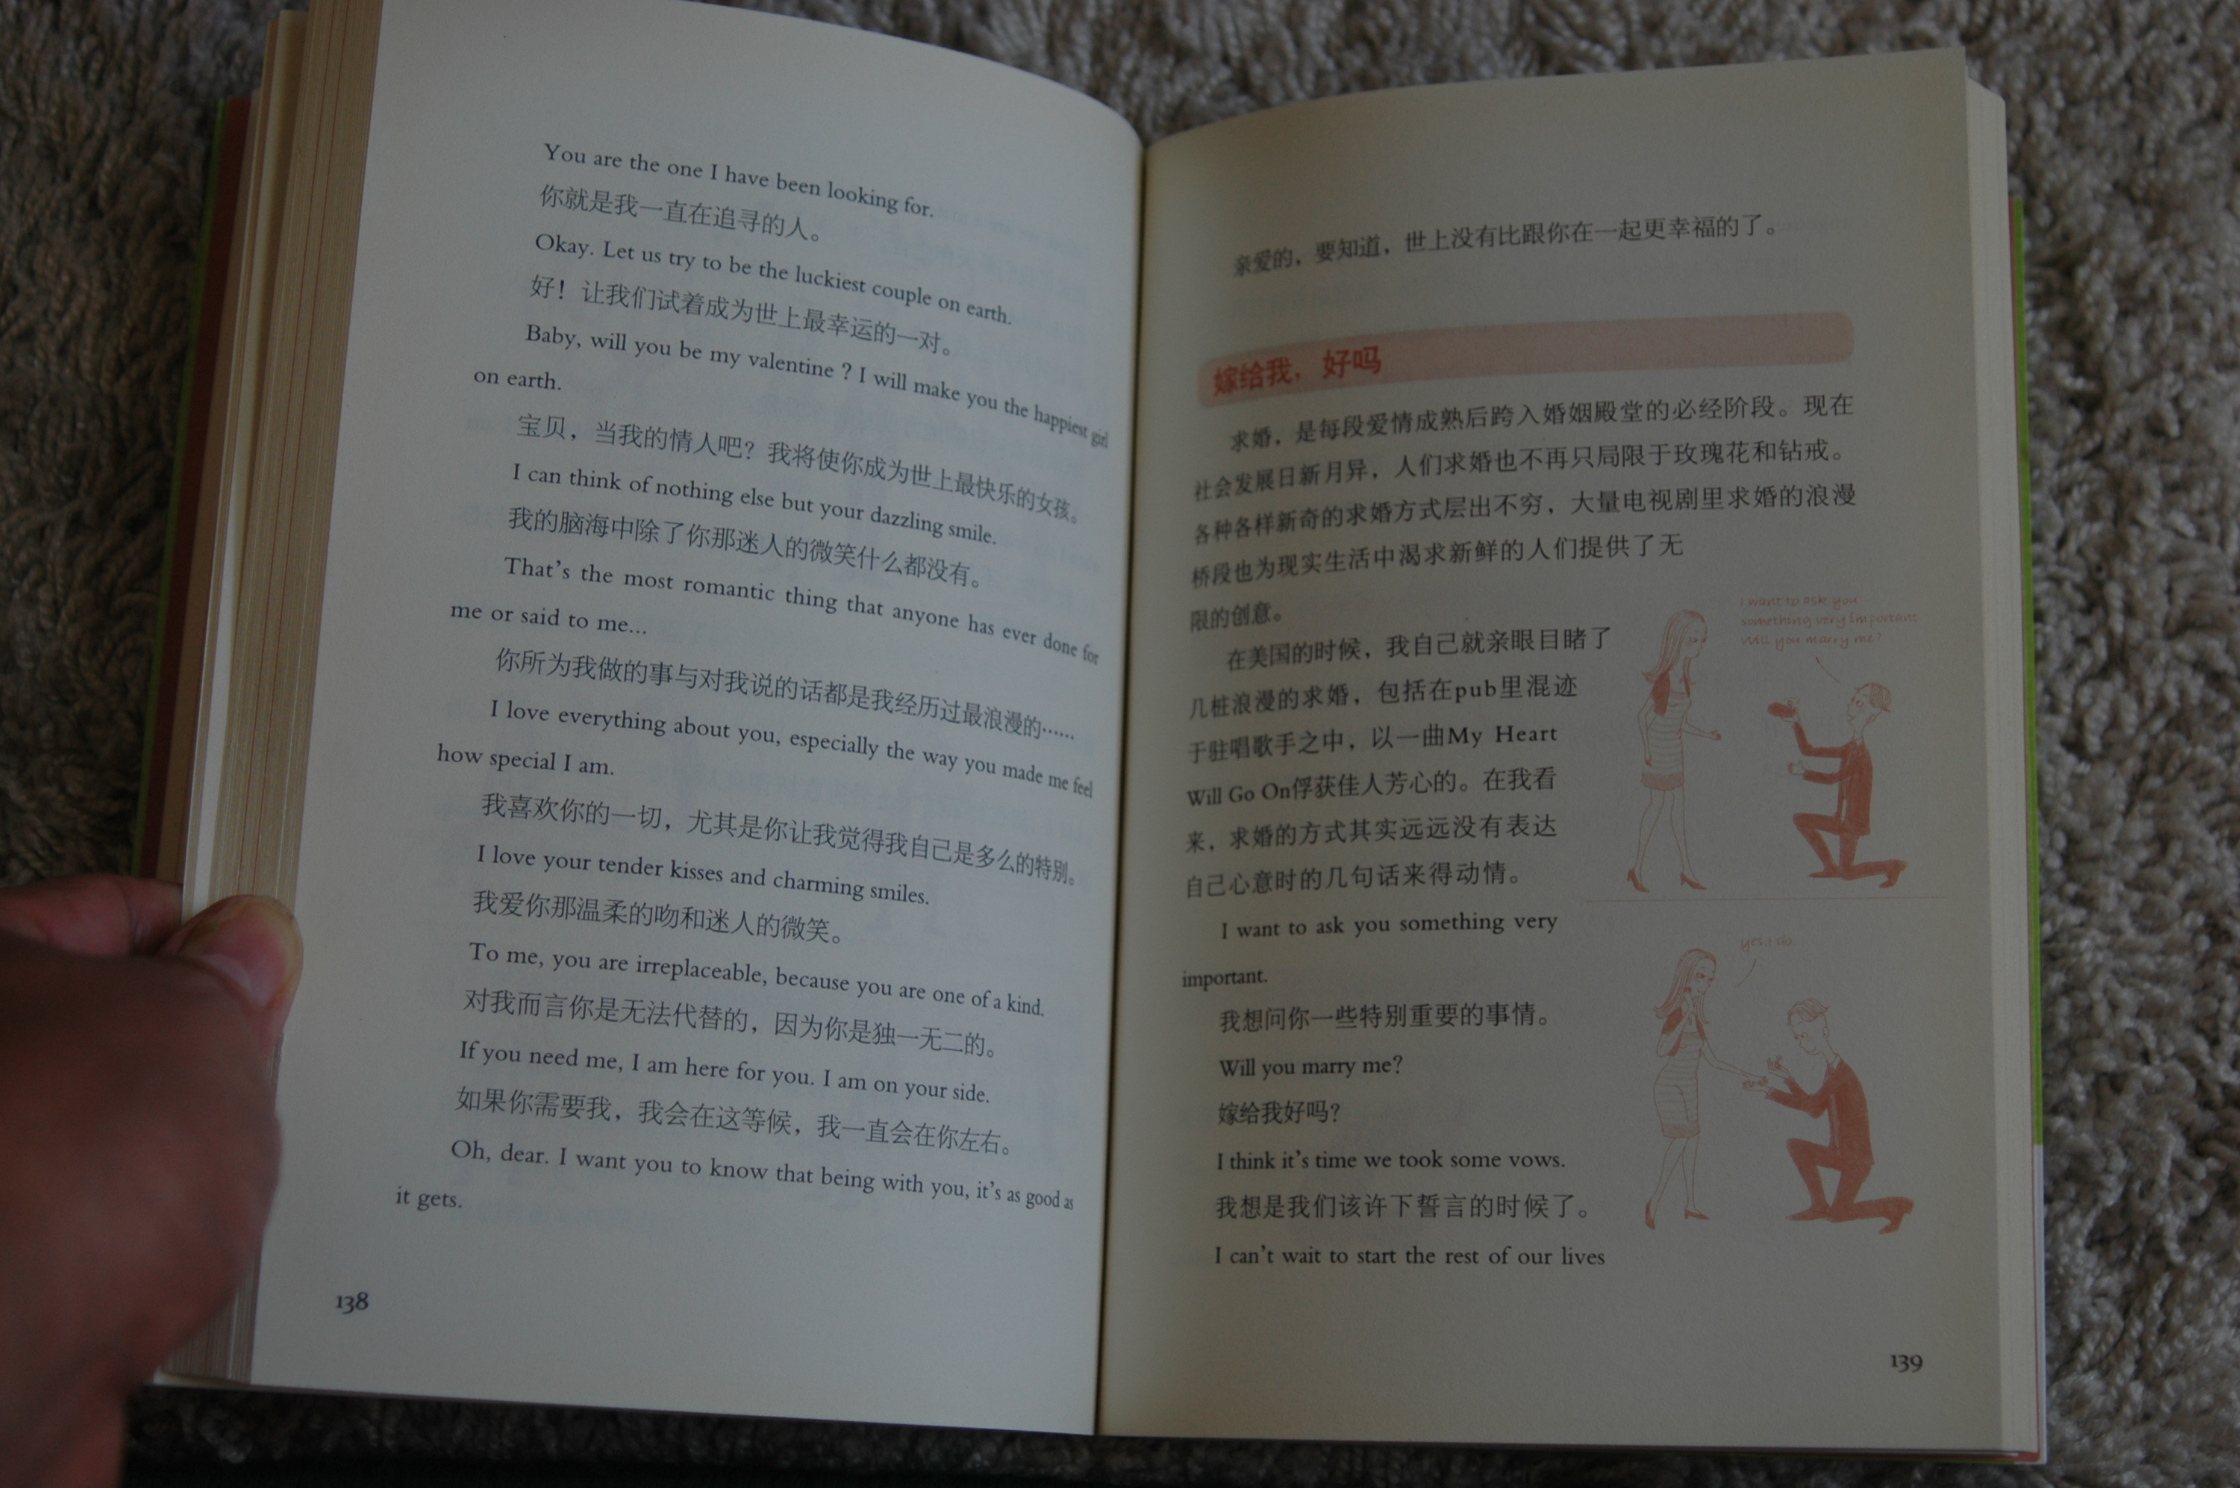 You are the one I have been looking for.
你就是我一直在追寻的人。
Okay. Let us try to be the luckiest couple on earth.
好！让我们试着成为世上最幸运的一对。
Baby, will you be my valentine ? I will make you the happiest girl
on earth.
宝贝，当我的情人吧？我将使你成为世上最快乐的女孩。
I can think of nothing else but your dazzling smile.
我的脑海中除了你那迷人的微笑什么都没有。
That's the most romantic thing that anyone has ever done for
me or said to me...
你所为我做的事与对我说的话都是我经历过最浪漫的……
I love everything about you, especially the way you made me feel
how special I am.
我喜欢你的一切，尤其是你让我觉得我自己是多么的特别。
I love your tender kisses and charming smiles.
我爱你那温柔的吻和迷人的微笑。
To me, you are irreplaceable, because you are one of a kind.
对我而言你是无法代替的，因为你是独一无二的。
If you need me, I am here for you. I am on your side.
如果你需要我，我会在这等候，我一直会在你左右。
Oh, dear. I want you to know that being with you, it's as good as
it gets.
138
亲爱的，要知道，世上没有比跟你在一起更幸福的了。
嫁给我，好吗
求婚，是每段爱情成熟后跨入婚姻殿堂的必经阶段。现在
社会发展日新月异，人们求婚也不再只局限于玫瑰花和钻戒。
各种各样新奇的求婚方式层出不穷，大量电视剧里求婚的浪漫
桥段也为现实生活中渴求新鲜的人们提供了无
限的创意。
在美国的时候，我自己就亲眼目睹了
几桩浪漫的求婚，包括在pub里混迹
于驻唱歌手之中，以一曲My Heart
Will Go On俘获佳人芳心的。在我看
来，求婚的方式其实远远没有表达
自己心意时的几句话来得动情。
I want to ask you something very
important.
我想问你一些特别重要的事情。
Will you marry me?
嫁给我好吗？
I think it's time we took some vows.
我想是我们该许下誓言的时候了。
I can't wait to start the rest of our lives
I want to ask you
something very important
will you marry me?
yes, I do.
139